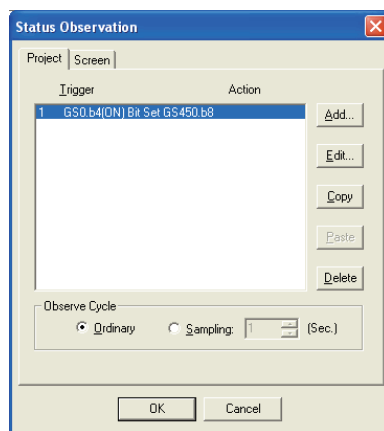 Status Observation
Project Screen
Trigger Action
1 GS0.b4(ON) Bit Set GS450.b8
Add...
Edit...
Copy
Paste
Delete
Observe Cycle
Ordinary Sampling: 1 (Sec.)
OK Cancel